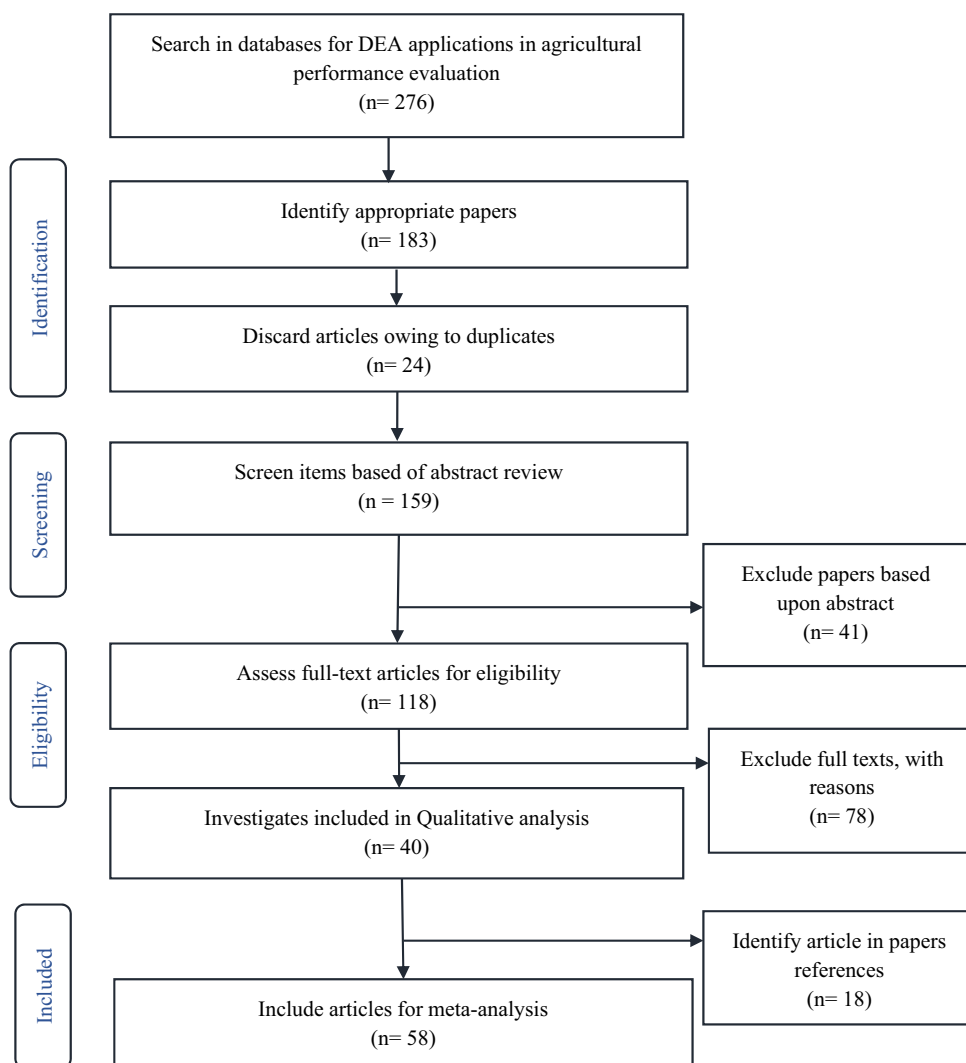 Search in databases for DEA applications in agricultural
performance evaluation
(n= 276)
Identification
Identify appropriate papers
(n= 183)
Discard articles owing to duplicates
(n= 24)
Screening
Screen items based of abstract review
(n = 159)
Exclude papers based
upon abstract
(n= 41)
Eligibility
Assess full-text articles for eligibility
(n= 118)
Exclude full texts, with
reasons
(n= 78)
Investigates included in Qualitative analysis
(n= 40)
Included
Identify article in papers
references
(n= 18)
Include articles for meta-analysis
(n= 58)